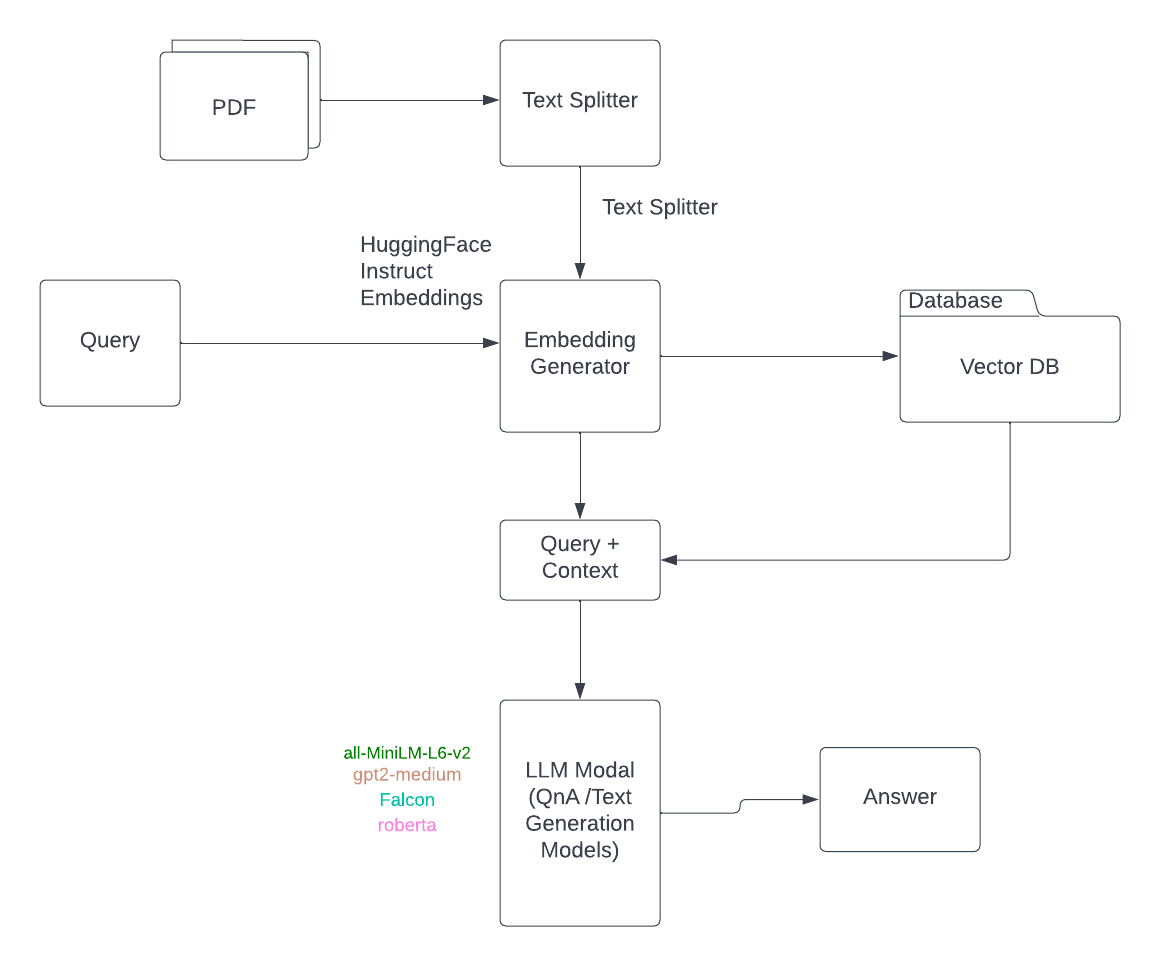 PDF
Text Splitter
Text Splitter
HuggingFace
Instruct
Embeddings
Query
Embedding
Generator
Database
Vector DB
Query +
Context
all-MiniLM-L6-v2
gpt2-medium
Falcon
roberta
LLM Modal
(QnA /Text
Generation
Models)
Answer